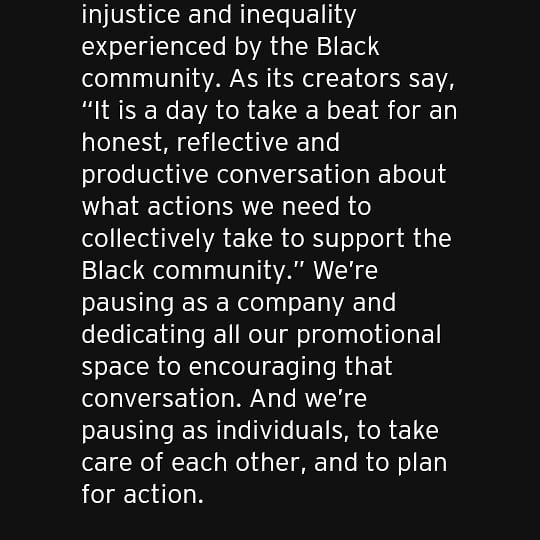 injustice and inequality
experienced by the Black
community. As its creators say,
“It is a day to take a beat for an
honest, reflective and
productive conversation about
what actions we need to
collectively take to support the
Black community.” We’re
pausing as a company and
dedicating all our promotional
space to encouraging that
conversation. And we’re
pausing as individuals, to take
care of each other, and to plan
for action.